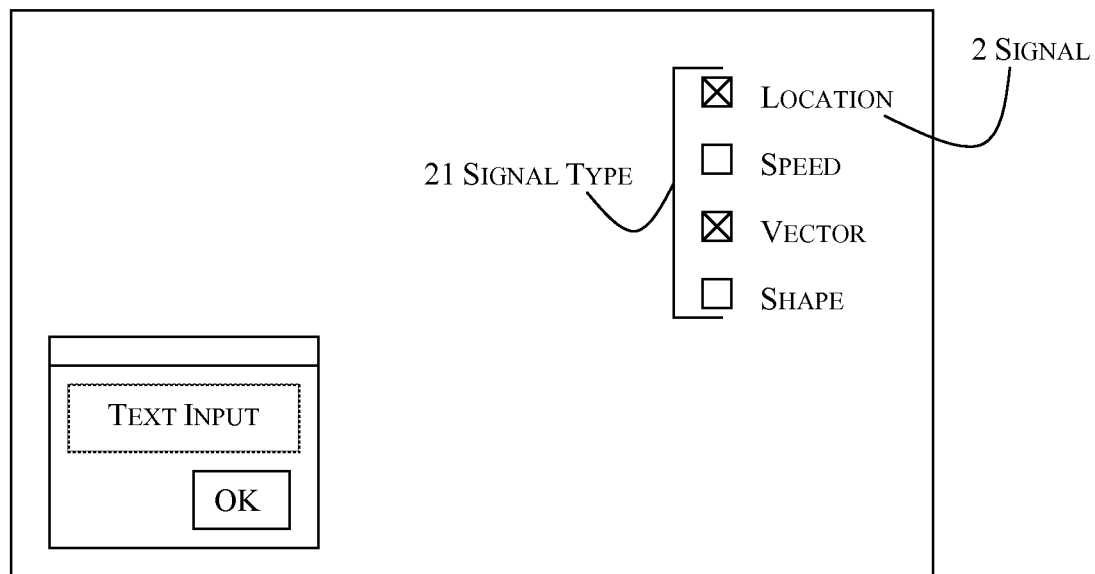 2 SIGNAL
LOCATION
SPEED
21 SIGNAL TYPE
VECTOR
SHAPE
TEXT INPUT
OK